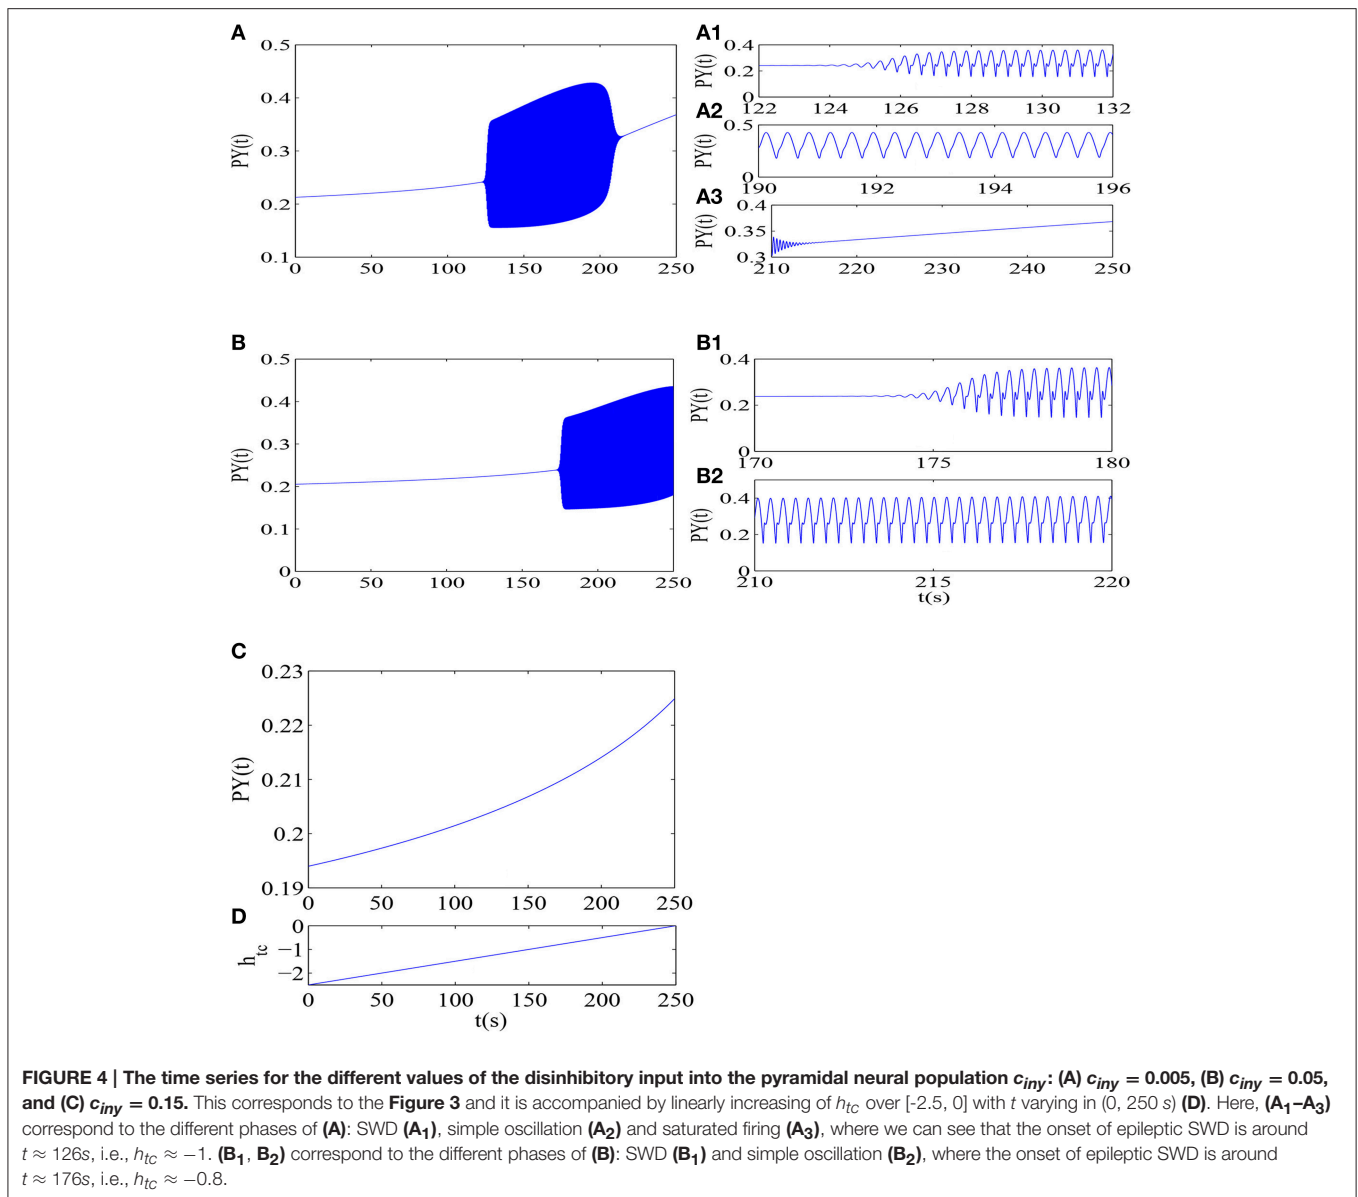 A
0.5
0.4
0.3
0.2
0.1
PY(t)
0 50 100 150 200 250
A1
0.4
0.2
0
PY(t)
122 124 126 128 130 132
A2
0.5
0
PY(t)
190 192 194 196
A3
0.4
0.35
0.3
PY(t)
210 220 230 240 250
B
0.5
0.4
0.3
0.2
0.1
0
PY(t)
0 50 100 150 200 250
B1
0.4
0.2
0
PY(t)
170 175 180
B2
0.4
0.2
0
PY(t)
210 215 220
t(s)
C
0.23
0.22
0.21
0.2
0.19
PY(t)
0 50 100 150 200 250
D
0
−1
−2
h_tc
0 50 100 150 200 250
t(s)
FIGURE 4 | The time series for the different values of the disinhibitory input into the pyramidal neural population c_iny: (A) c_iny = 0.005, (B) c_iny = 0.05,
and (C) c_iny = 0.15. This corresponds to the Figure 3 and it is accompanied by linearly increasing of h_tc over [-2.5, 0] with t varying in (0, 250 s) (D). Here, (A₁–A₃)
correspond to the different phases of (A): SWD (A₁), simple oscillation (A₂) and saturated firing (A₃), where we can see that the onset of epileptic SWD is around
t ≈ 126s, i.e., h_tc ≈ −1. (B₁, B₂) correspond to the different phases of (B): SWD (B₁) and simple oscillation (B₂), where the onset of epileptic SWD is around
t ≈ 176s, i.e., h_tc ≈ −0.8.